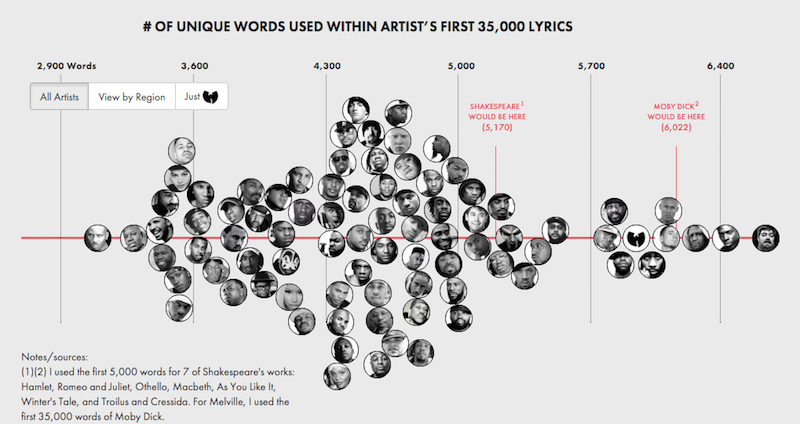 # OF UNIQUE WORDS USED WITHIN ARTIST'S FIRST 35,000 LYRICS
2,900 Words 3,600 4,300 5,000 5,700 6,400
All Artists View by Region Just
SHAKESPEARE1 MOBY DICK2
WOULD BE HERE WOULD BE HERE
(5,170) (6,022)
Notes/sources:
(1)(2) I used the first 5,000 words for 7 of Shakespeare's works:
Hamlet, Romeo and Juliet, Othello, Macbeth, As You Like It,
Winter's Tale, and Troilus and Cressida. For Melville, I used the
first 35,000 words of Moby Dick.